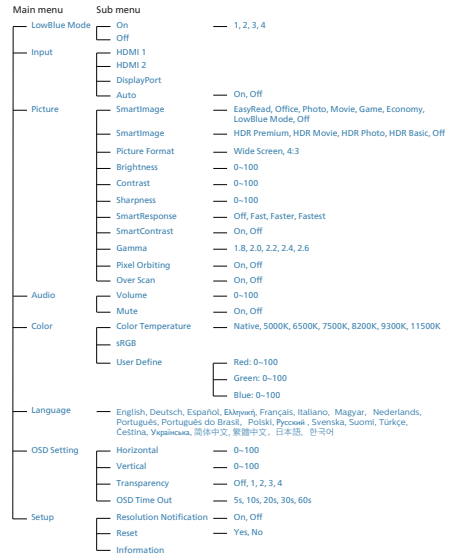 Main menu Sub menu
LowBlue Mode On 1, 2, 3, 4
Off
Input HDMI 1
HDMI 2
DisplayPort
Auto On, Off
Picture SmartImage EasyRead, Office, Photo, Movie, Game, Economy,
LowBlue Mode, Off
SmartImage HDR Premium, HDR Movie, HDR Photo, HDR Basic, Off
Picture Format Wide Screen, 4:3
Brightness 0~100
Contrast 0~100
Sharpness 0~100
SmartResponse Off, Fast, Faster, Fastest
SmartContrast On, Off
Gamma 1.8, 2.0, 2.2, 2.4, 2.6
Pixel Orbiting On, Off
Over Scan On, Off
Audio Volume 0~100
Mute On, Off
Color Color Temperature Native, 5000K, 6500K, 7500K, 8200K, 9300K, 11500K
sRGB
User Define Red: 0~100
Green: 0~100
Blue: 0~100
Language English, Deutsch, Español, Ελληνική, Français, Italiano, Magyar, Nederlands,
Português, Português do Brasil, Polski, Русский , Svenska, Suomi, Türkçe,
Čeština, Українська, 简体中文, 繁體中文, 日本語, 한국어
OSD Setting Horizontal 0~100
Vertical 0~100
Transparency Off, 1, 2, 3, 4
OSD Time Out 5s, 10s, 20s, 30s, 60s
Setup Resolution Notification On, Off
Reset Yes, No
Information